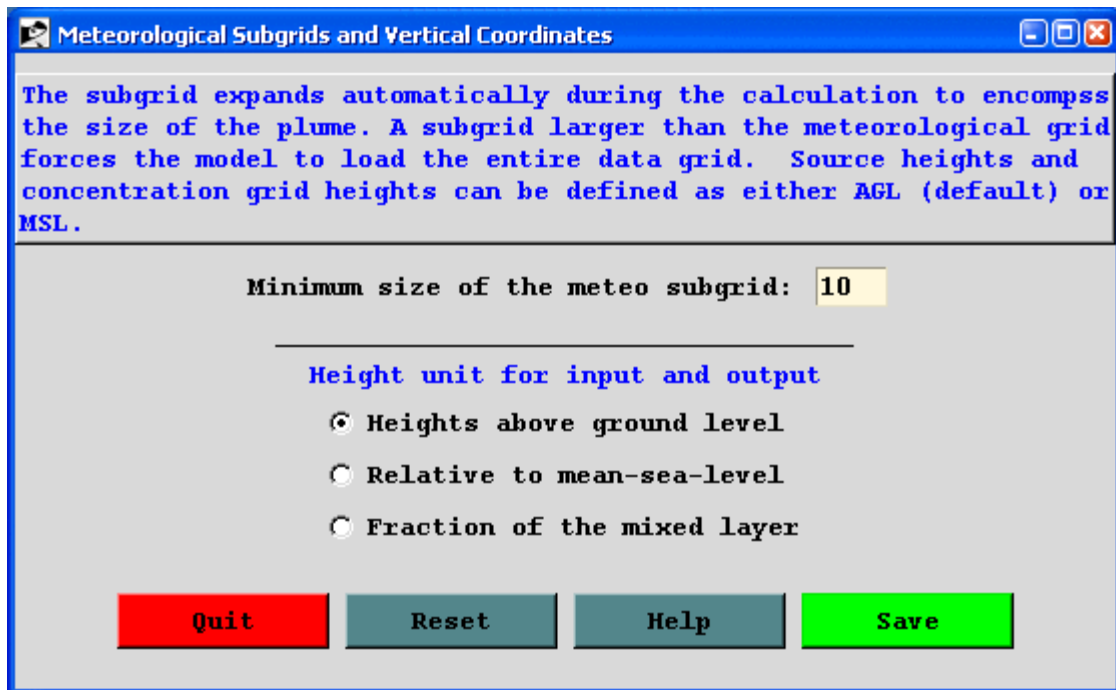 Meteorological Subgrids and Vertical Coordinates
The subgrid expands automatically during the calculation to encompss
the size of the plume. A subgrid larger than the meteorological grid
forces the model to load the entire data grid.  Source heights and
concentration grid heights can be defined as either AGL (default) or
MSL.
Minimum size of the meteo subgrid: 10
Height unit for input and output
Heights above ground level
Relative to mean-sea-level
Fraction of the mixed layer
Quit Reset Help Save